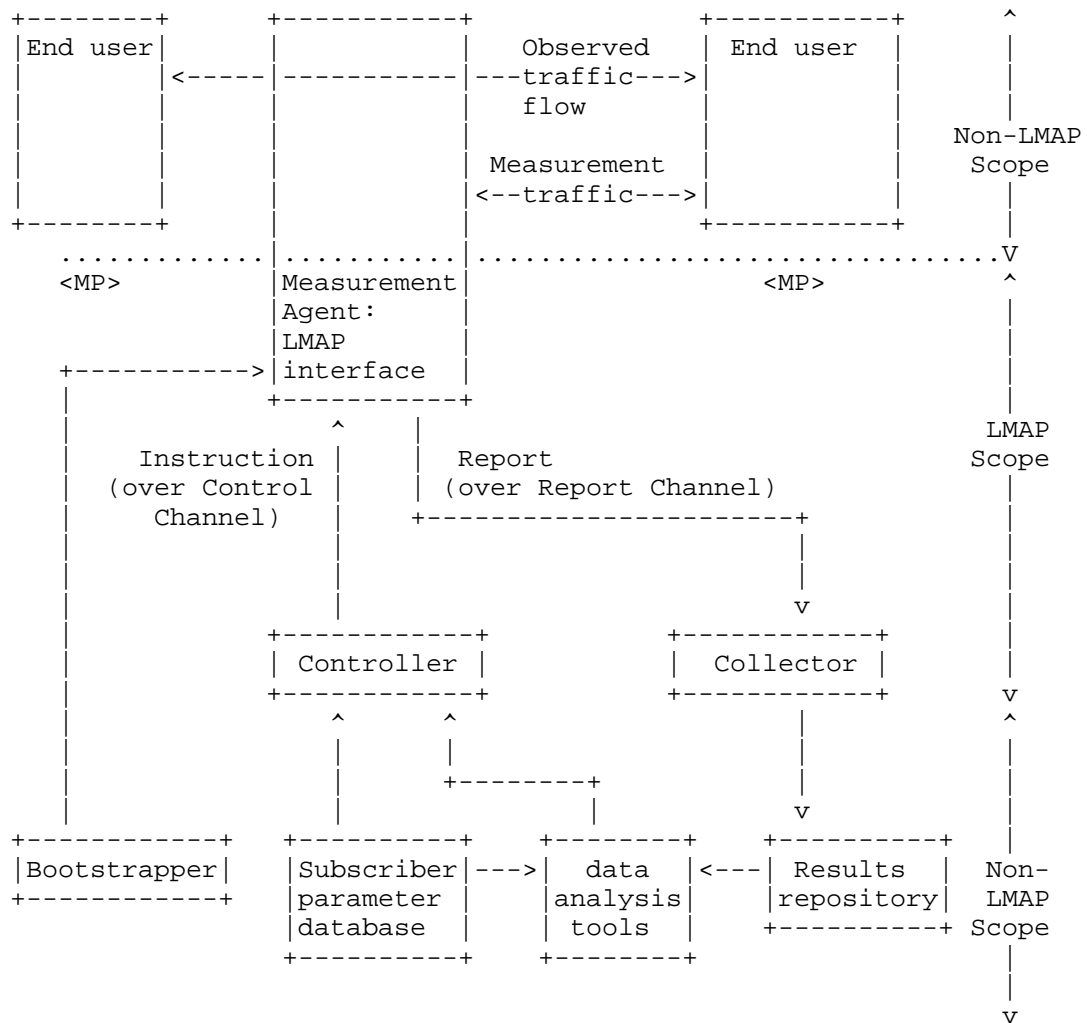 End user Observed End user
traffic
flow
Non-LMAP
Measurement Scope
traffic
<MP> Measurement <MP>
Agent:
LMAP
interface
LMAP
Instruction Report Scope
(over Control (over Report Channel)
Channel)
Controller Collector
Bootstrapper Subscriber data Results Non-
parameter analysis repository LMAP
database tools Scope